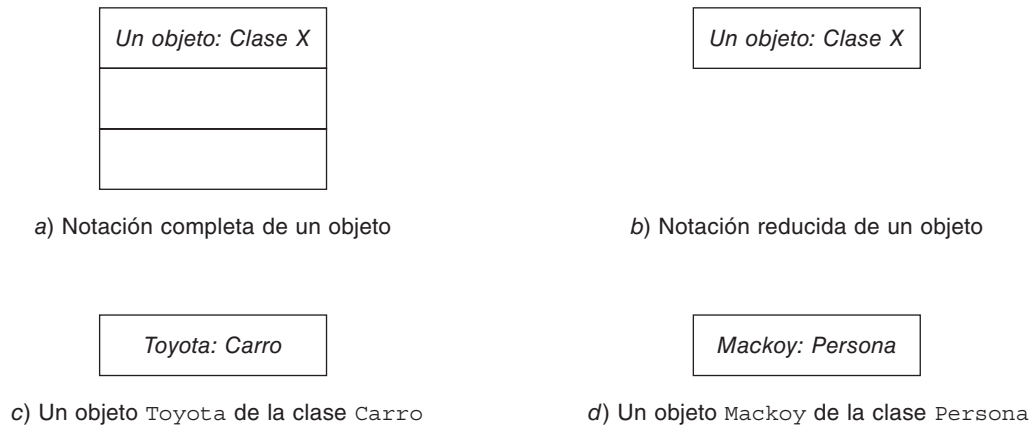 Un objeto: Clase X
Un objeto: Clase X
a) Notación completa de un objeto
b) Notación reducida de un objeto
Toyota: Carro
Mackoy: Persona
c) Un objeto Toyota de la clase Carro
d) Un objeto Mackoy de la clase Persona